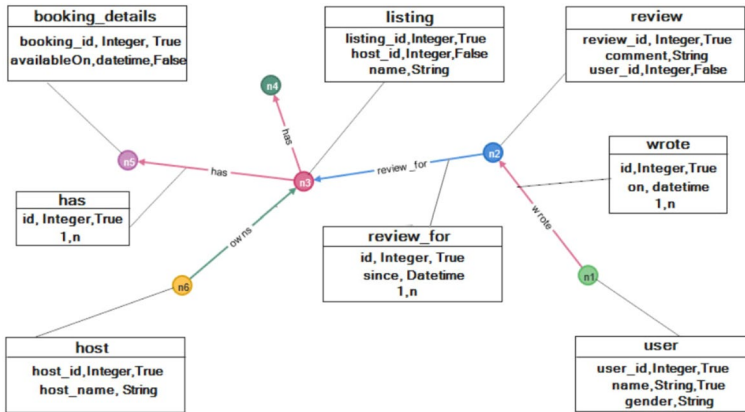 booking_details
booking_id, Integer, True
availableOn,datetime,False
listing
listing_id,Integer,True
host_id,Integer,False
name,String
review
review_id, Integer,True
comment,String
user_id,Integer,False
n4
has
n5
has
n3
review_for
n2
wrote
id,Integer,True
on, datetime
1,n
has
id, Integer,True
1,n
owns
wrote
review_for
id, Integer, True
since, Datetime
1,n
n6
n1
host
host_id,Integer,True
host_name, String
user
user_id,Integer,True
name,String,True
gender,String